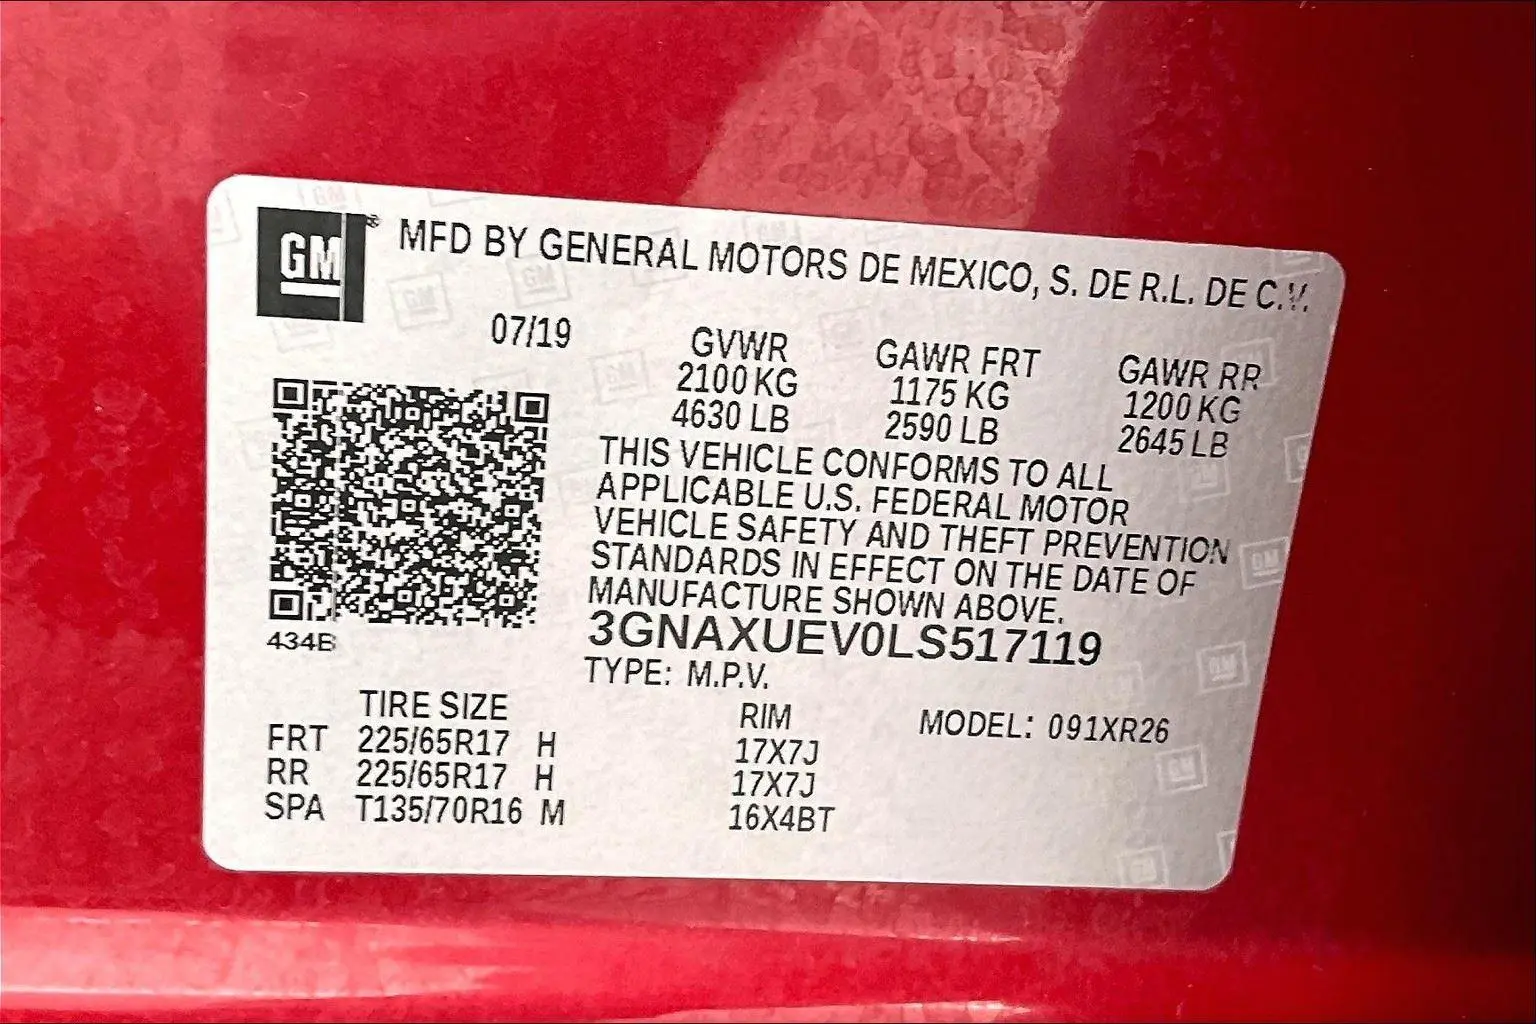 GM® MFD BY GENERAL MOTORS DE MEXICO, S. DE R.L. DE C.V.
07/19 GVWR GAWR FRT GAWR RR
2100 KG 1175 KG 1200 KG
4630 LB 2590 LB 2645 LB
THIS VEHICLE CONFORMS TO ALL
APPLICABLE U.S. FEDERAL MOTOR
VEHICLE SAFETY AND THEFT PREVENTION
STANDARDS IN EFFECT ON THE DATE OF
MANUFACTURE SHOWN ABOVE.
434B 3GNAXUEV0LS517119
TYPE: M.P.V.
TIRE SIZE RIM MODEL: 091XR26
FRT 225/65R17 H 17X7J
RR 225/65R17 H 17X7J
SPA T135/70R16 M 16X4BT